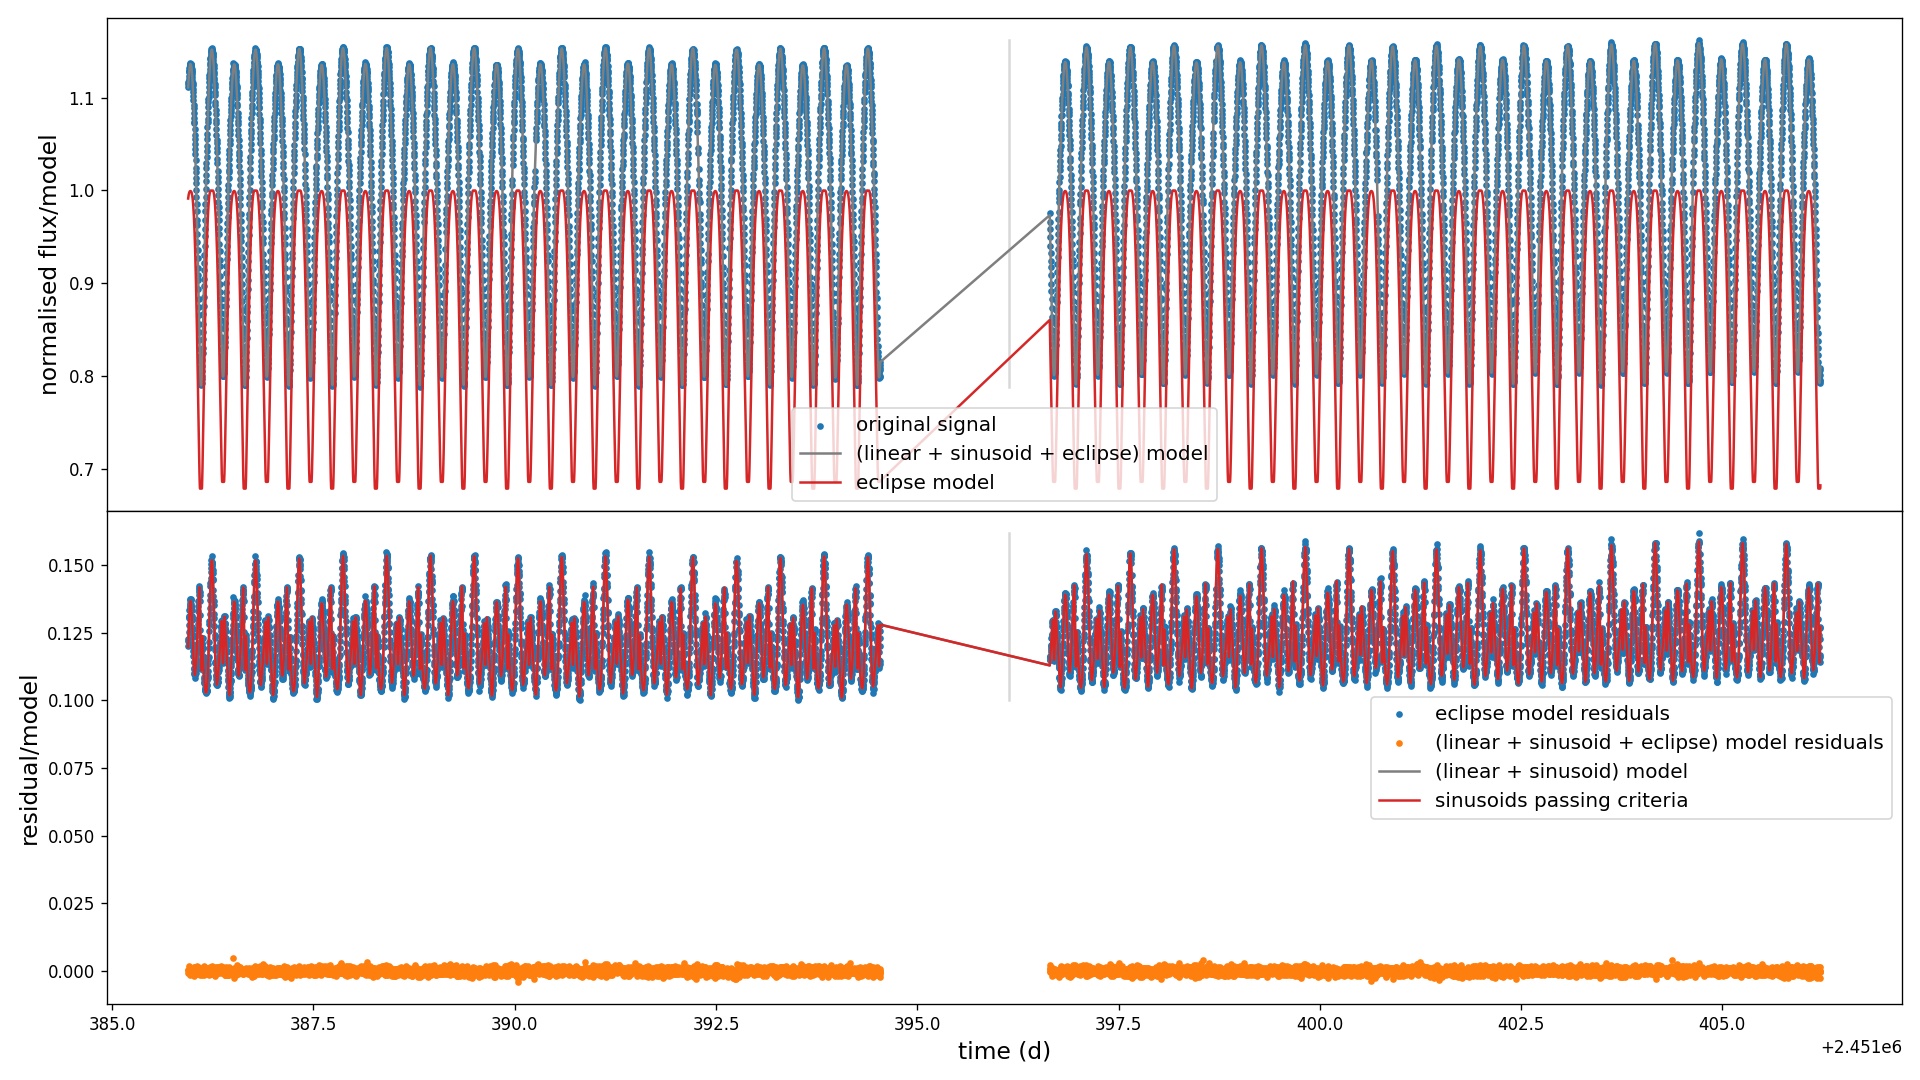 normalised flux/model
1.1
1.0
0.9
0.8
0.7
original signal
(linear + sinusoid + eclipse) model
eclipse model
residual/model
0.150
0.125
0.100
0.075
0.050
0.025
0.000
eclipse model residuals
(linear + sinusoid + eclipse) model residuals
(linear + sinusoid) model
sinusoids passing criteria
385.0 387.5 390.0 392.5 395.0 397.5 400.0 402.5 405.0
time (d)
+2.451e6